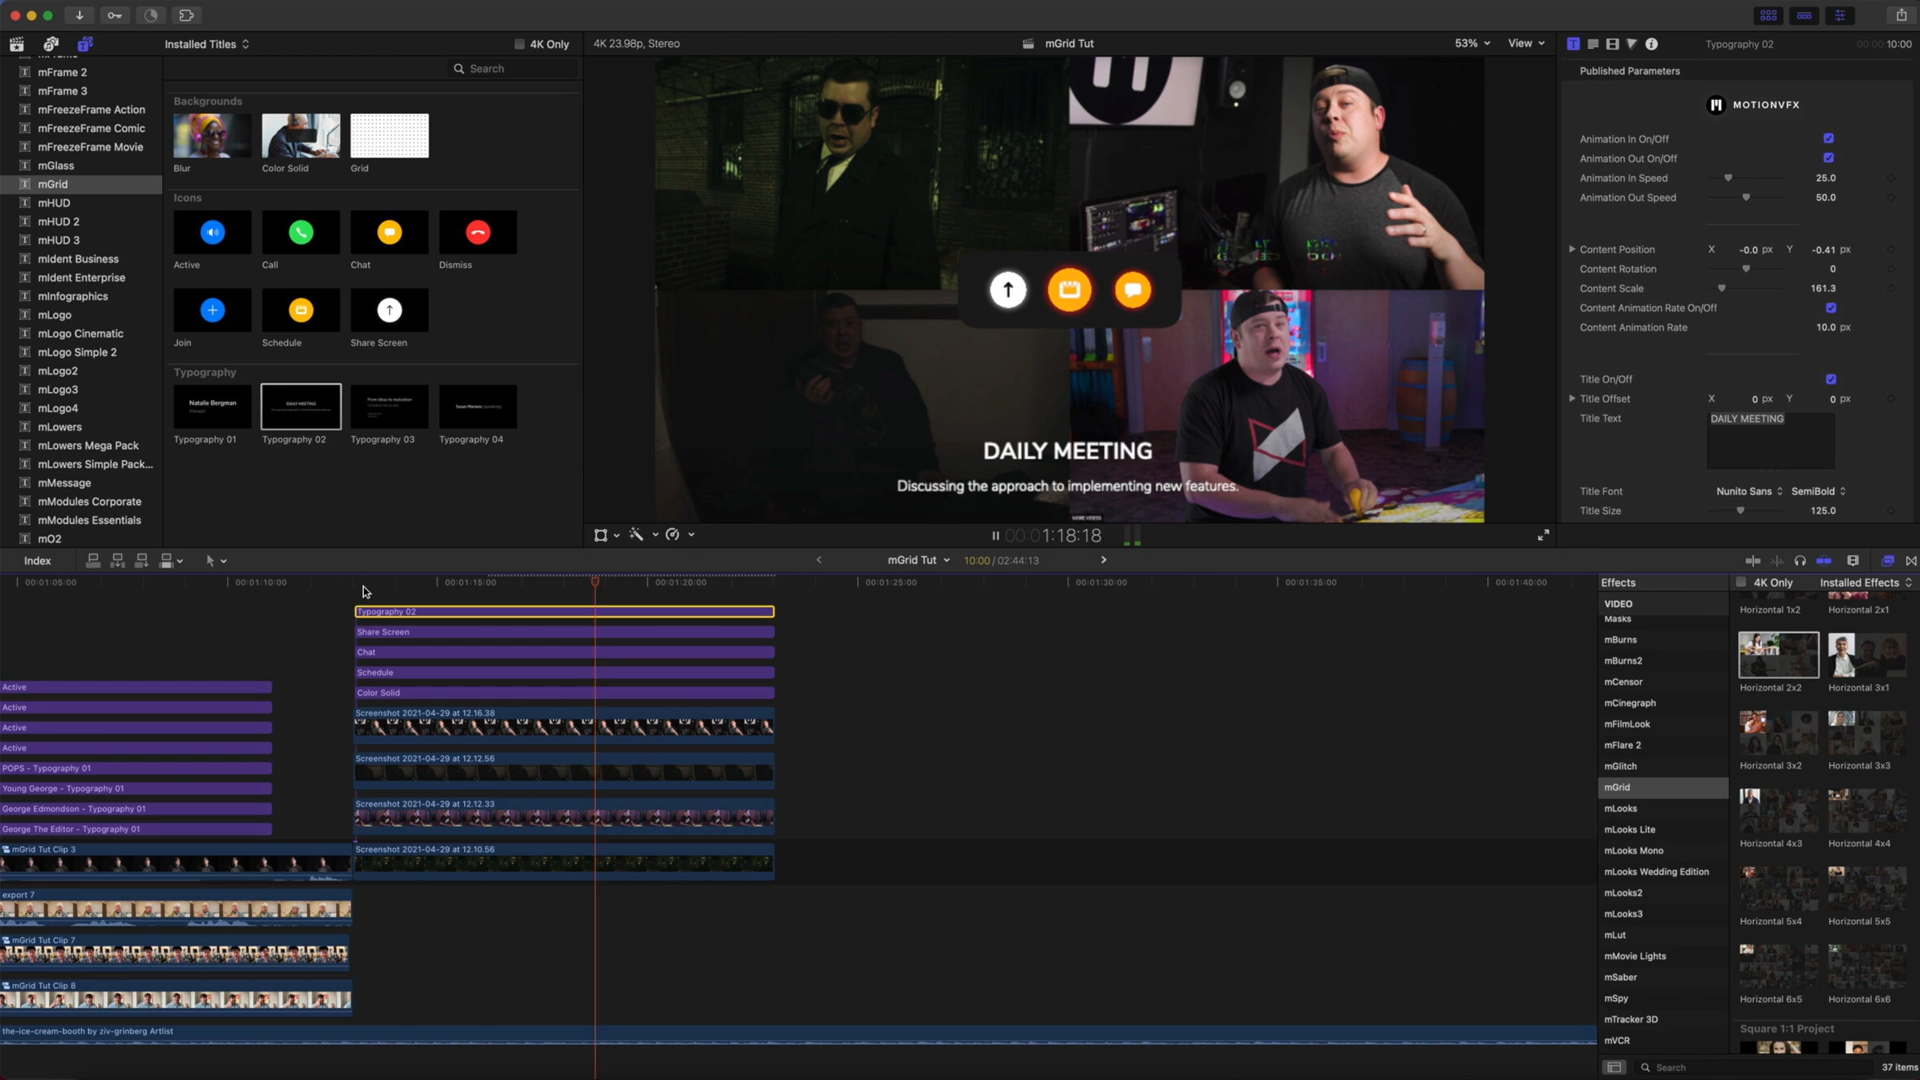 Installed Titles
4K Only
4K 23.98p, Stereo
mGrid Tut
53%
View
Typography 02
00:00:10:00
Search
mFrame 2
mFrame 3
mFreezeFrame Action
mFreezeFrame Comic
mFreezeFrame Movie
mGlass
mGrid
mHUD
mHUD 2
mHUD 3
mIdent Business
mIdent Enterprise
mInfographics
mLogo
mLogo Cinematic
mLogo Simple 2
mLogo2
mLogo3
mLogo4
mLowers
mLowers Mega Pack
mLowers Simple Pack...
mMessage
mModules Corporate
mModules Essentials
mO2
Backgrounds
Blur
Color Solid
Grid
Icons
Active
Call
Chat
Dismiss
Join
Schedule
Share Screen
Typography
Natalie Bergman
Manager
DAILY MEETING
From ideas to realization
Susan Marrano (speaking)
Typography 01
Typography 02
Typography 03
Typography 04
DAILY MEETING
Discussing the approach to implementing new features.
MORE VIDEOS
Published Parameters
MOTIONVFX
Animation In On/Off
Animation Out On/Off
Animation In Speed
25.0
Animation Out Speed
50.0
Content Position
X
-0.0 px
Y
-0.41 px
Content Rotation
0
Content Scale
161.3
Content Animation Rate On/Off
Content Animation Rate
10.0 px
Title On/Off
Title Offset
X
0 px
Y
0 px
Title Text
DAILY MEETING
Title Font
Nunito Sans
SemiBold
Title Size
125.0
00:00:1:18:18
Index
mGrid Tut
10:00 / 02:44:13
00:01:05:00
00:01:10:00
00:01:15:00
00:01:20:00
00:01:25:00
00:01:30:00
00:01:35:00
00:01:40:00
Typography 02
Share Screen
Chat
Schedule
Color Solid
Screenshot 2021-04-29 at 12.16.38
Screenshot 2021-04-29 at 12.12.56
Screenshot 2021-04-29 at 12.12.33
Screenshot 2021-04-29 at 12.10.56
Active
Active
Active
Active
POPS - Typography 01
Young George - Typography 01
George Edmondson - Typography 01
George The Editor - Typography 01
mGrid Tut Clip 3
export 7
mGrid Tut Clip 7
mGrid Tut Clip 8
the-ice-cream-booth by ziv-grinberg Artlist
Effects
4K Only
Installed Effects
VIDEO
Masks
mBurns
mBurns2
mCensor
mCinegraph
mFilmLook
mFlare 2
mGlitch
mGrid
mLooks
mLooks Lite
mLooks Mono
mLooks Wedding Edition
mLooks2
mLooks3
mLut
mMovie Lights
mSaber
mSpy
mTracker 3D
mVCR
Horizontal 1x2
Horizontal 2x1
Horizontal 2x2
Horizontal 3x1
Horizontal 3x2
Horizontal 3x3
Horizontal 4x3
Horizontal 4x4
Horizontal 5x4
Horizontal 5x5
Horizontal 6x5
Horizontal 6x6
Square 1:1 Project
Search
37 items